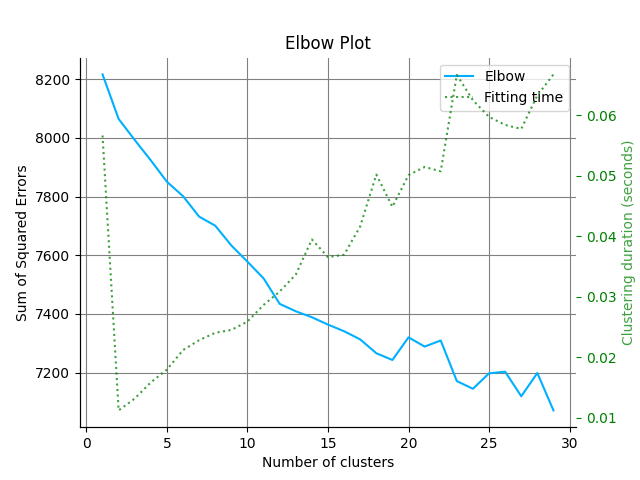 Elbow Plot
Elbow
Fitting time
8200
8000
7800
7600
7400
7200
Sum of Squared Errors
0.06
0.05
0.04
0.03
0.02
0.01
Clustering duration (seconds)
0 5 10 15 20 25 30
Number of clusters